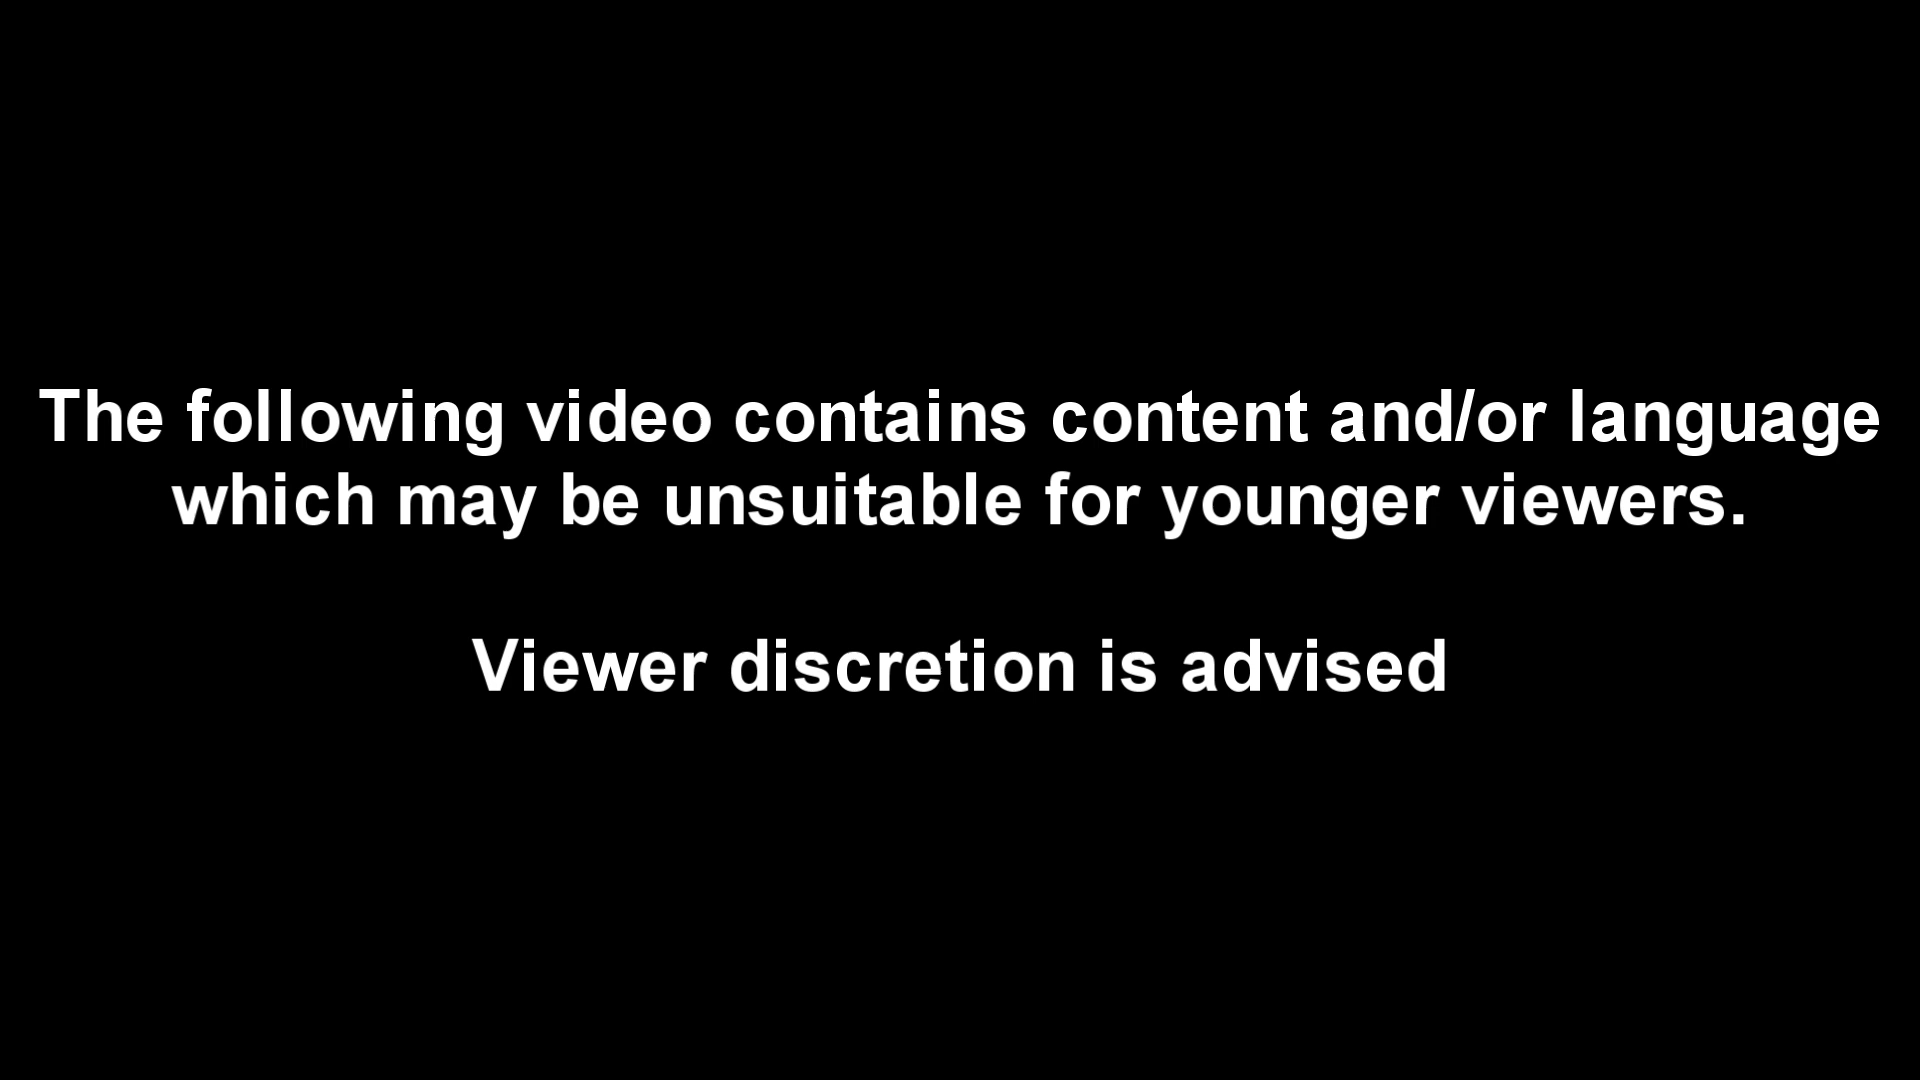 The following video contains content and/or language
which may be unsuitable for younger viewers.
Viewer discretion is advised